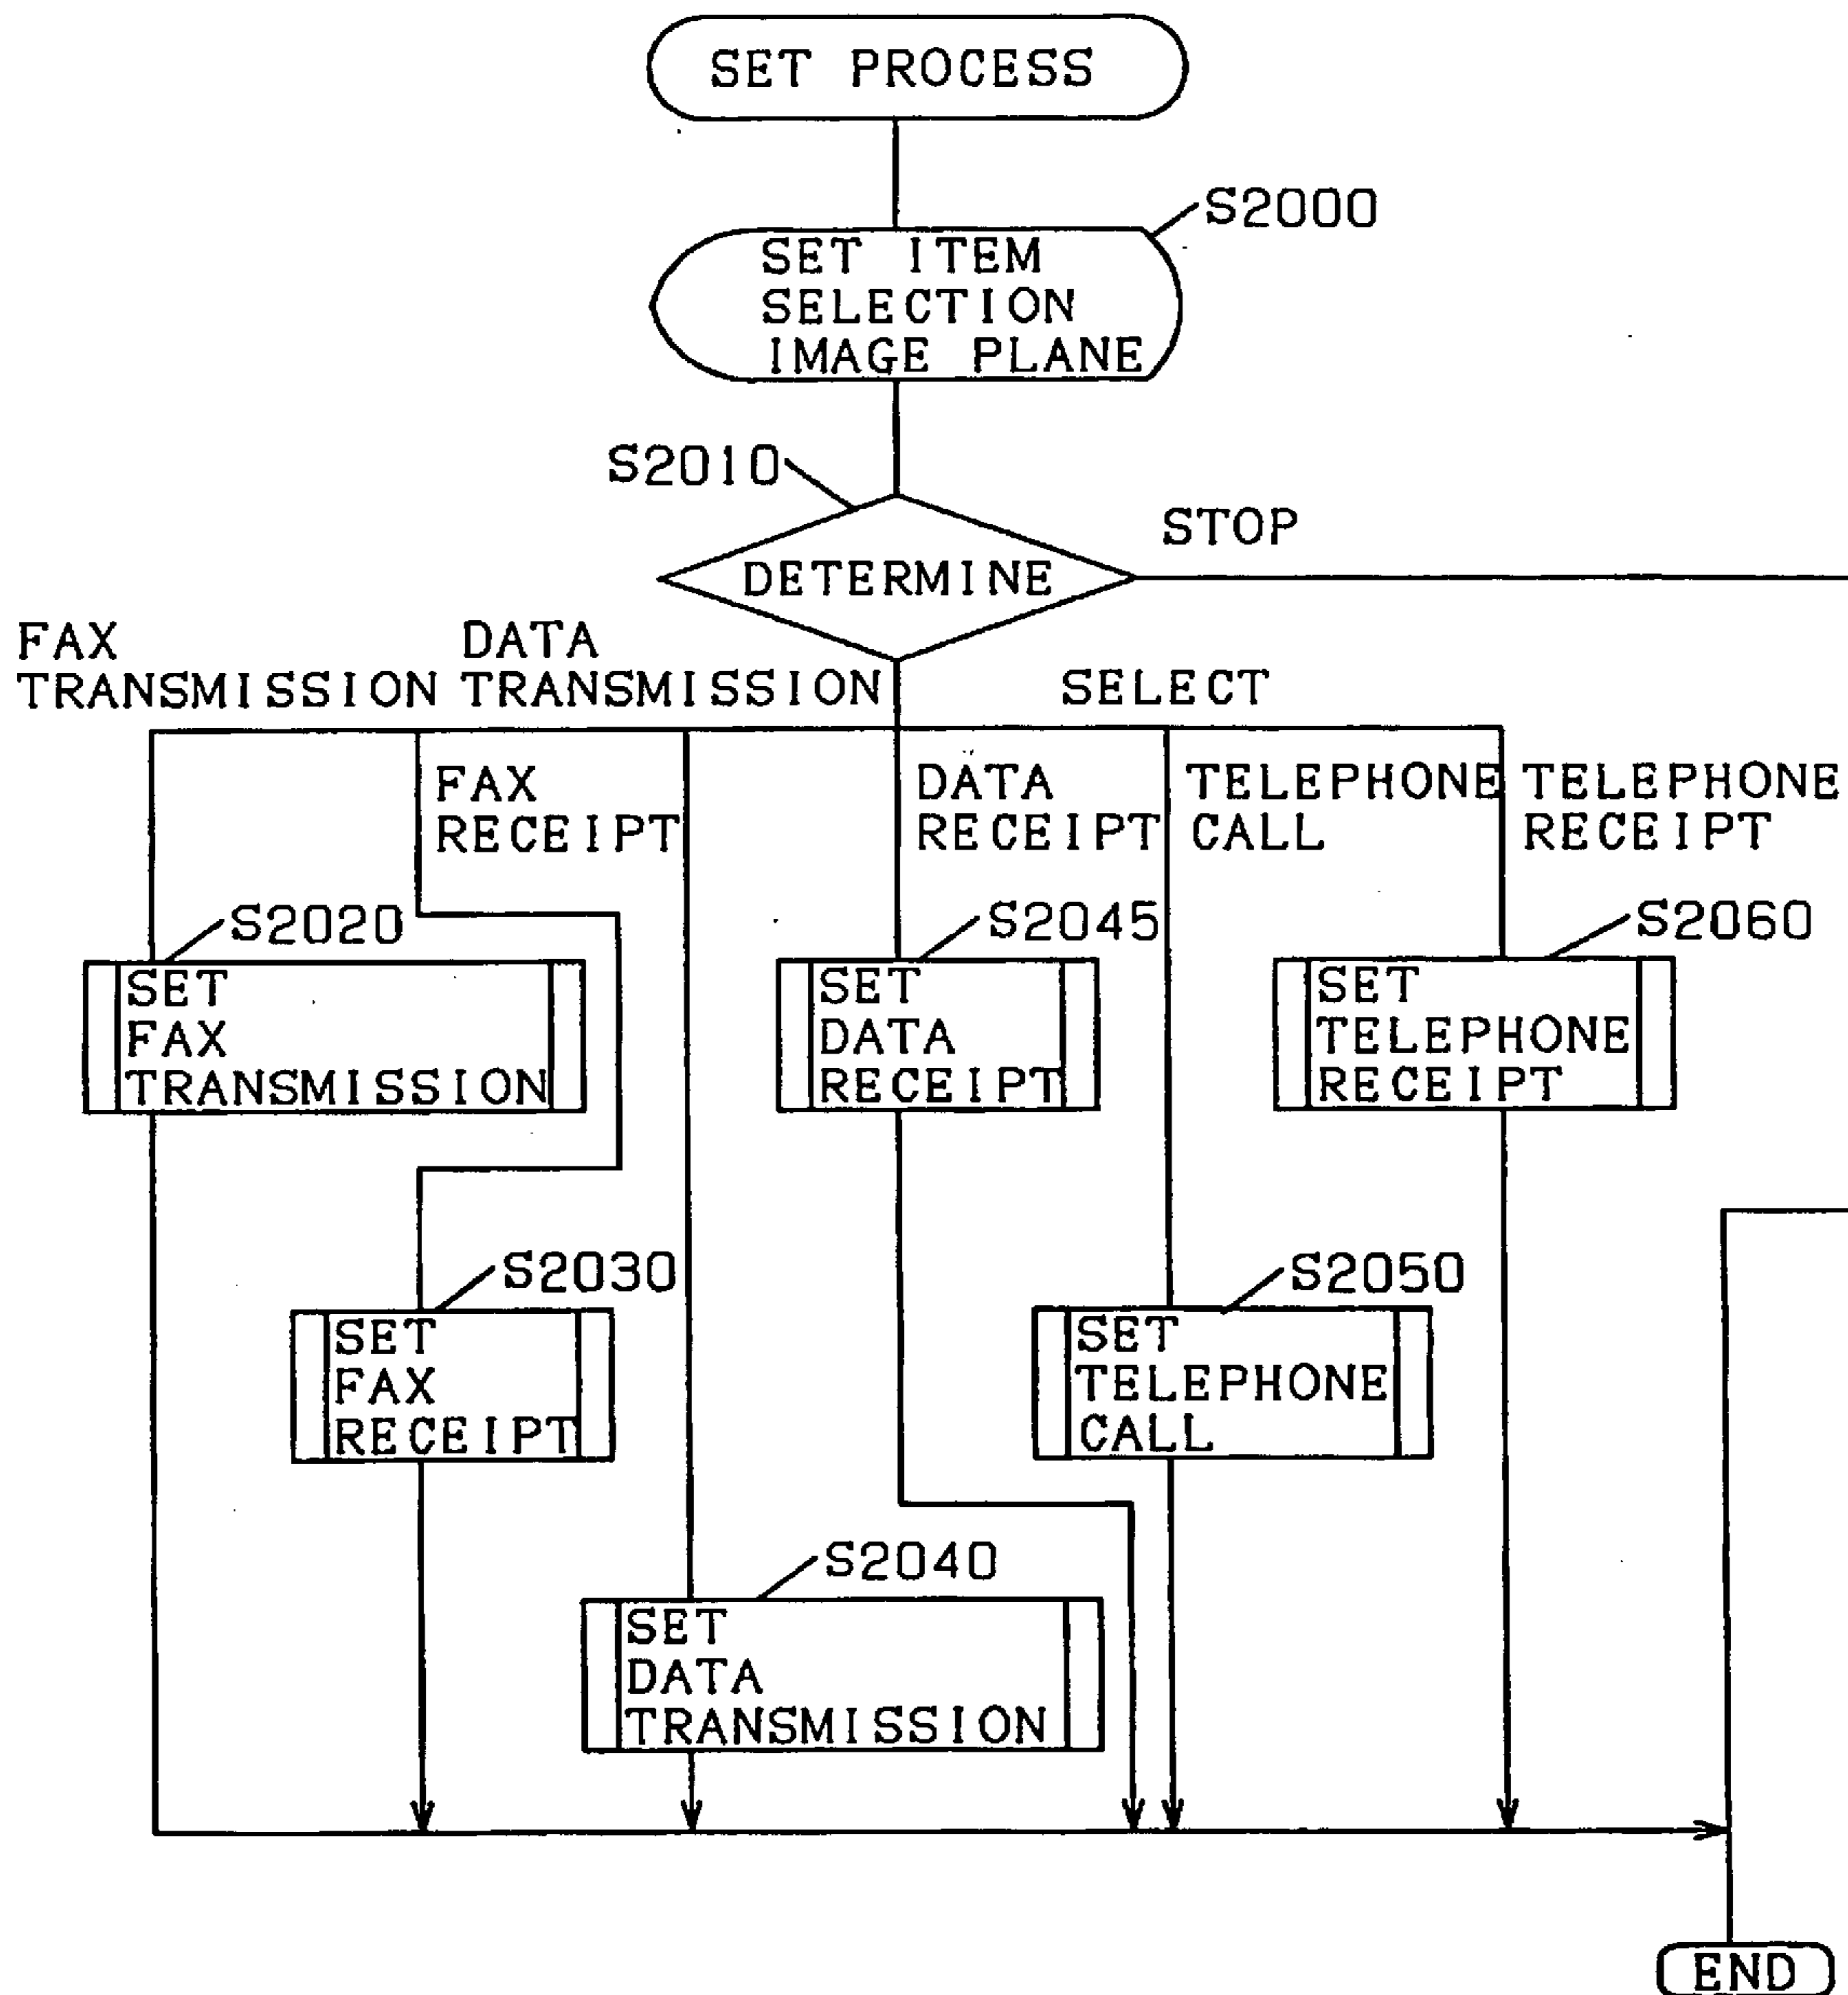 SET PROCESS
S2000
SET ITEM
SELECTION
IMAGE PLANE
S2010
DETERMINE
STOP
FAX
TRANSMISSION
DATA
TRANSMISSION
SELECT
FAX
RECEIPT
DATA
RECEIPT
TELEPHONE
CALL
TELEPHONE
RECEIPT
S2020
SET
FAX
TRANSMISSION
S2045
SET
DATA
RECEIPT
S2060
SET
TELEPHONE
RECEIPT
S2030
SET
FAX
RECEIPT
S2050
SET
TELEPHONE
CALL
S2040
SET
DATA
TRANSMISSION
END